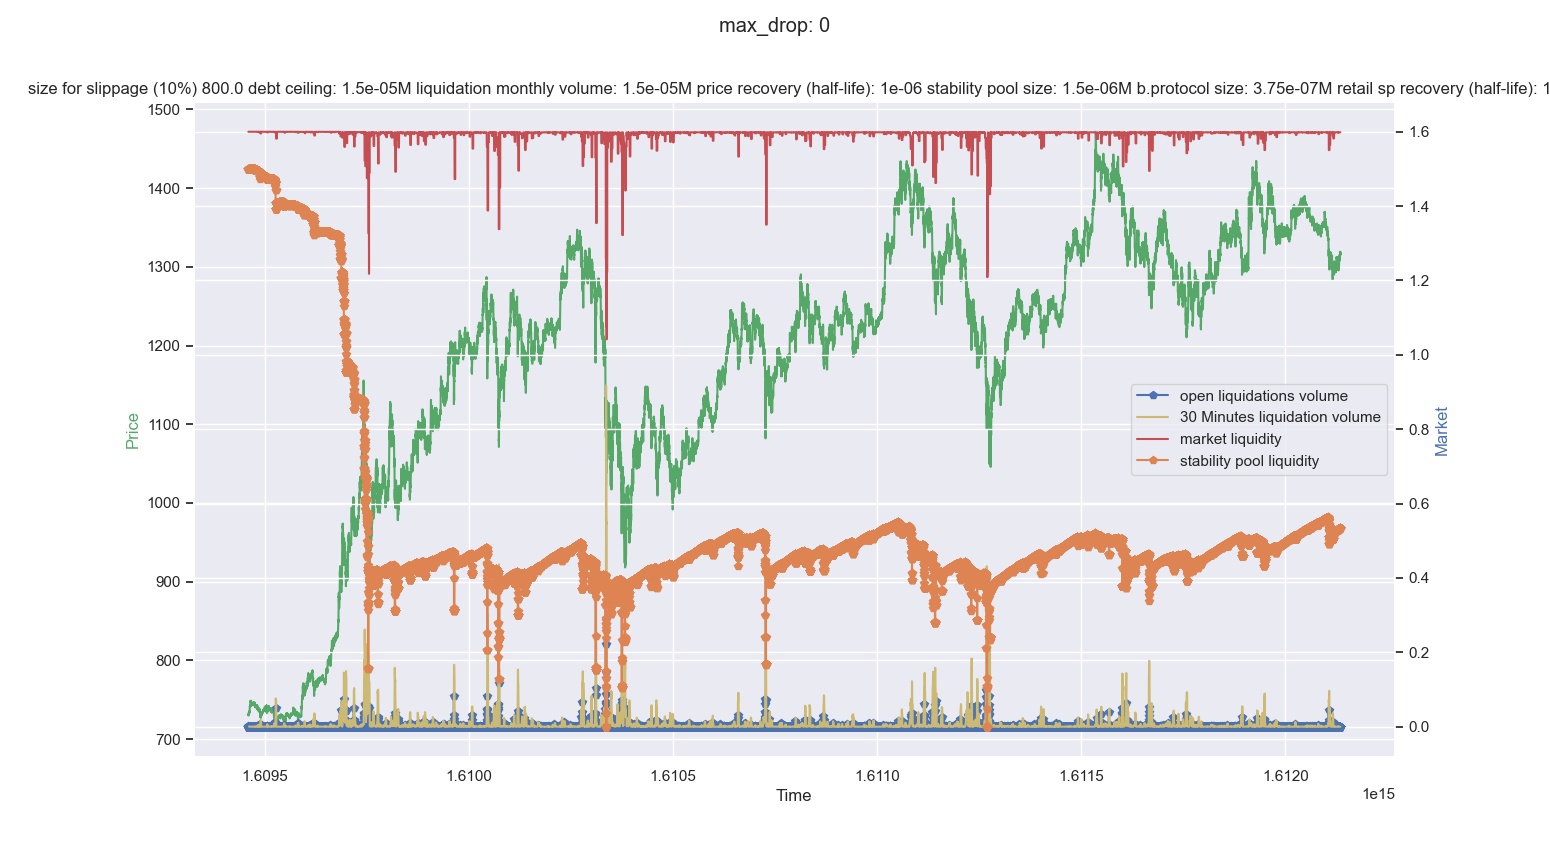 max_drop: 0
size for slippage (10%) 800.0 debt ceiling: 1.5e-05M liquidation monthly volume: 1.5e-05M price recovery (half-life): 1e-06 stability pool size: 1.5e-06M b.protocol size: 3.75e-07M retail sp recovery (half-life): 1
1500
1400
1300
1200
1100
1000
900
800
700
Price
1.6
1.4
1.2
1.0
0.8
0.6
0.4
0.2
0.0
Market
open liquidations volume
30 Minutes liquidation volume
market liquidity
stability pool liquidity
1.6095
1.6100
1.6105
1.6110
1.6115
1.6120
1e15
Time